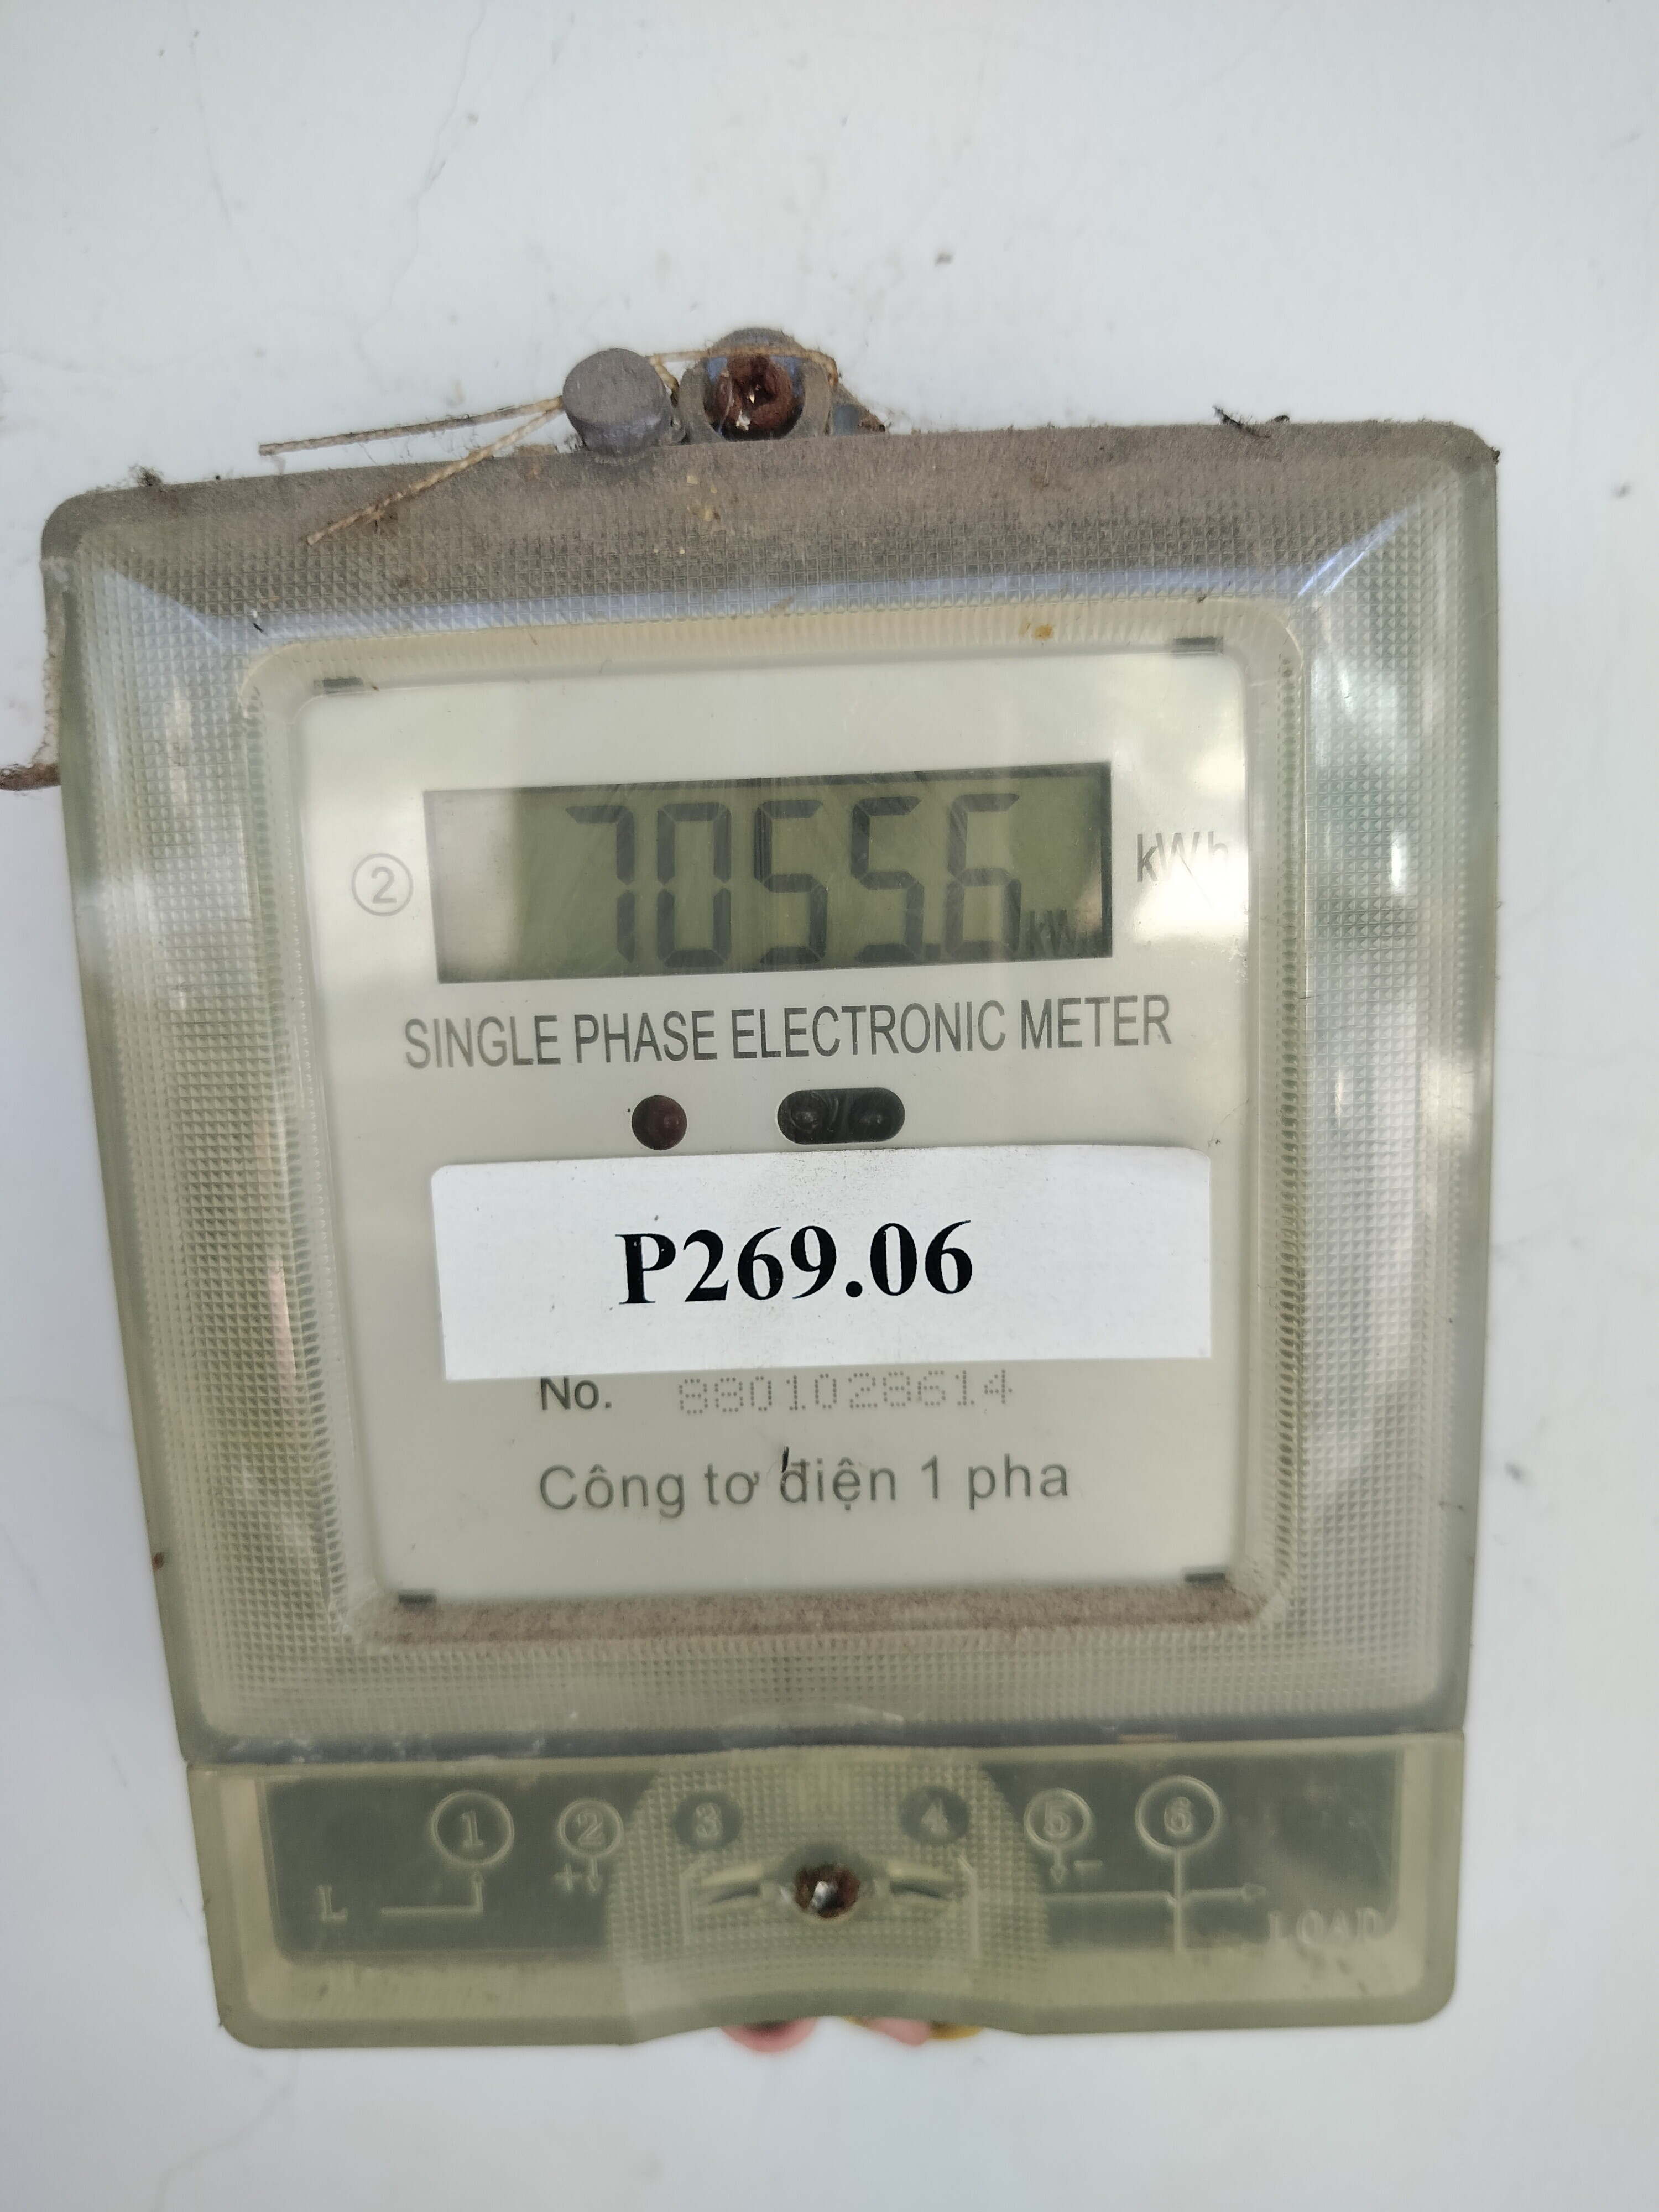 ② 7055.6 kWh kWh
SINGLE PHASE ELECTRONIC METER
P269.06
No. 8801028614
Công tơ điện 1 pha
1 2 3 4 5 6
+ -
L LOAD